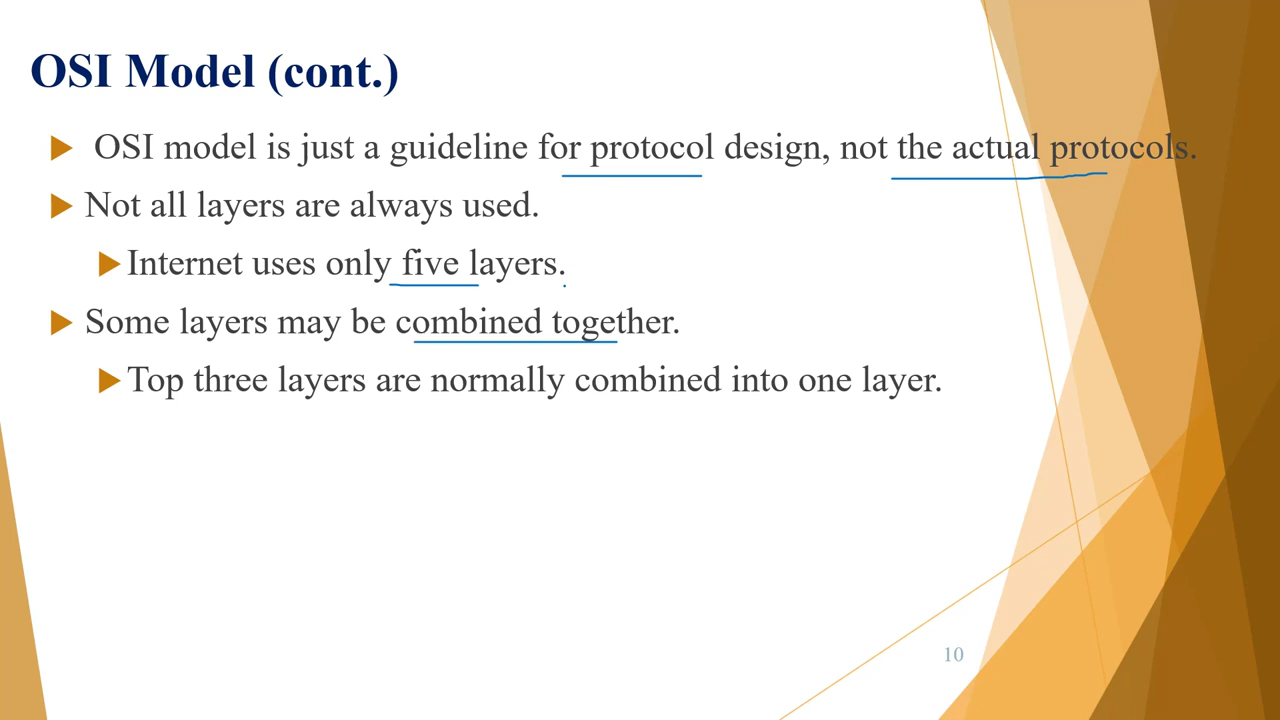 OSI Model (cont.)
OSI model is just a guideline for protocol design, not the actual protocols.
Not all layers are always used.
Internet uses only five layers.
Some layers may be combined together.
Top three layers are normally combined into one layer.
10